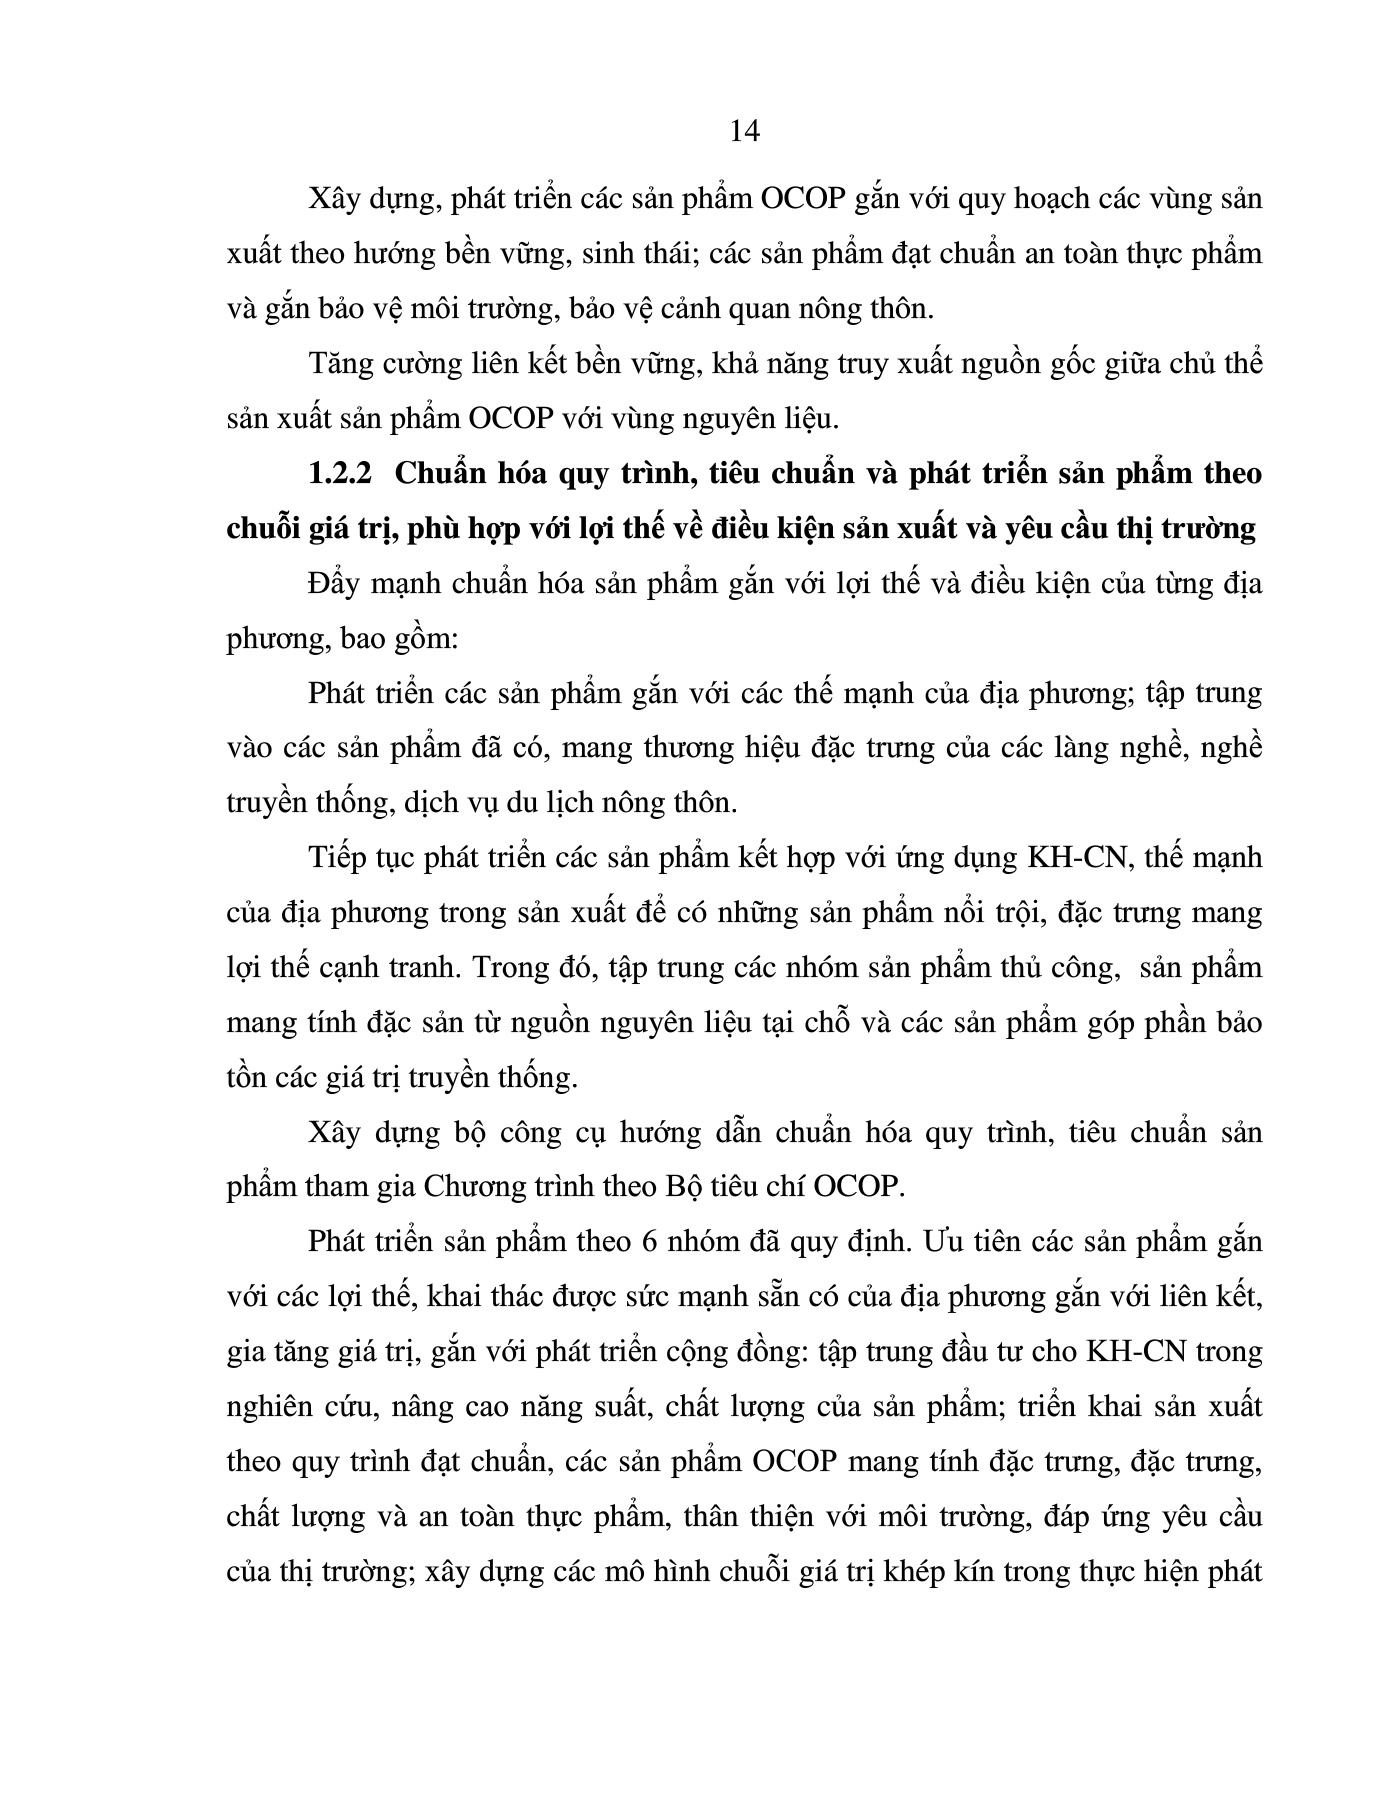 14
Xây dựng, phát triển các sản phẩm OCOP gắn với quy hoạch các vùng sản
xuất theo hướng bền vững, sinh thái; các sản phẩm đạt chuẩn an toàn thực phẩm
và gắn bảo vệ môi trường, bảo vệ cảnh quan nông thôn.
Tăng cường liên kết bền vững, khả năng truy xuất nguồn gốc giữa chủ thể
sản xuất sản phẩm OCOP với vùng nguyên liệu.
1.2.2 Chuẩn hóa quy trình, tiêu chuẩn và phát triển sản phẩm theo
chuỗi giá trị, phù hợp với lợi thế về điều kiện sản xuất và yêu cầu thị trường
Đẩy mạnh chuẩn hóa sản phẩm gắn với lợi thế và điều kiện của từng địa
phương, bao gồm:
Phát triển các sản phẩm gắn với các thế mạnh của địa phương; tập trung
vào các sản phẩm đã có, mang thương hiệu đặc trưng của các làng nghề, nghề
truyền thống, dịch vụ du lịch nông thôn.
Tiếp tục phát triển các sản phẩm kết hợp với ứng dụng KH-CN, thế mạnh
của địa phương trong sản xuất để có những sản phẩm nổi trội, đặc trưng mang
lợi thế cạnh tranh. Trong đó, tập trung các nhóm sản phẩm thủ công, sản phẩm
mang tính đặc sản từ nguồn nguyên liệu tại chỗ và các sản phẩm góp phần bảo
tồn các giá trị truyền thống.
Xây dựng bộ công cụ hướng dẫn chuẩn hóa quy trình, tiêu chuẩn sản
phẩm tham gia Chương trình theo Bộ tiêu chí OCOP.
Phát triển sản phẩm theo 6 nhóm đã quy định. Ưu tiên các sản phẩm gắn
với các lợi thế, khai thác được sức mạnh sẵn có của địa phương gắn với liên kết,
gia tăng giá trị, gắn với phát triển cộng đồng: tập trung đầu tư cho KH-CN trong
nghiên cứu, nâng cao năng suất, chất lượng của sản phẩm; triển khai sản xuất
theo quy trình đạt chuẩn, các sản phẩm OCOP mang tính đặc trưng, đặc trưng,
chất lượng và an toàn thực phẩm, thân thiện với môi trường, đáp ứng yêu cầu
của thị trường; xây dựng các mô hình chuỗi giá trị khép kín trong thực hiện phát